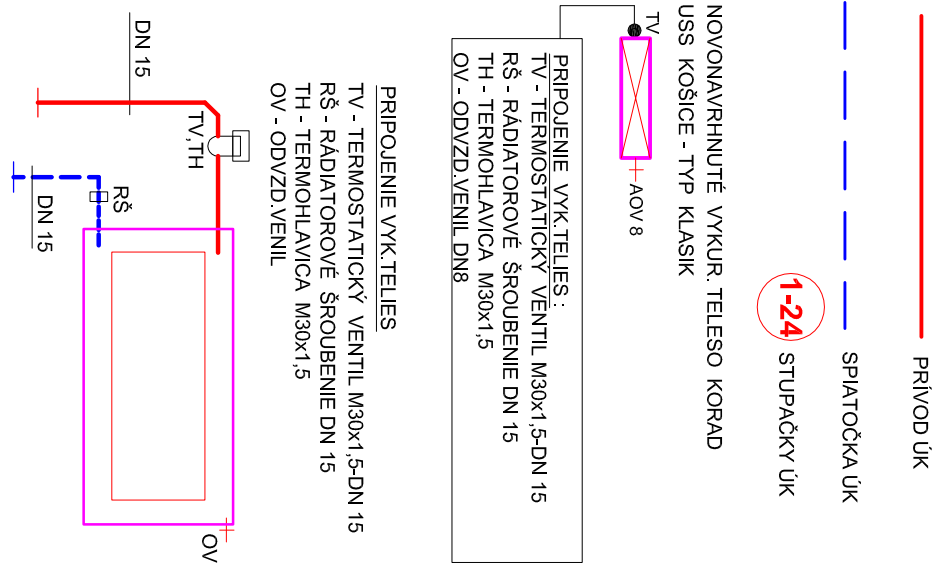 PRÍVOD ÚK
SPIATOČKA ÚK
1-24
STUPAČKY ÚK
NOVONAVRHNUTÉ VYKUR. TELESO KORAD
USS KOŠICE - TYP KLASIK
TV
AOV 8
PRIPOJENIE VYK.TELIES :
TV - TERMOSTATICKÝ VENTIL M30x1,5-DN 15
RŠ - RÁDIATOROVÉ ŠROUBENIE DN 15
TH - TERMOHLAVICA M30x1,5
OV - ODVZD.VENIL DN8
PRIPOJENIE VYK.TELIES
TV - TERMOSTATICKÝ VENTIL M30x1,5-DN 15
RŠ - RÁDIATOROVÉ ŠROUBENIE DN 15
TH - TERMOHLAVICA M30x1,5
OV - ODVZD.VENIL
DN 15
TV,TH
RŠ
DN 15
OV